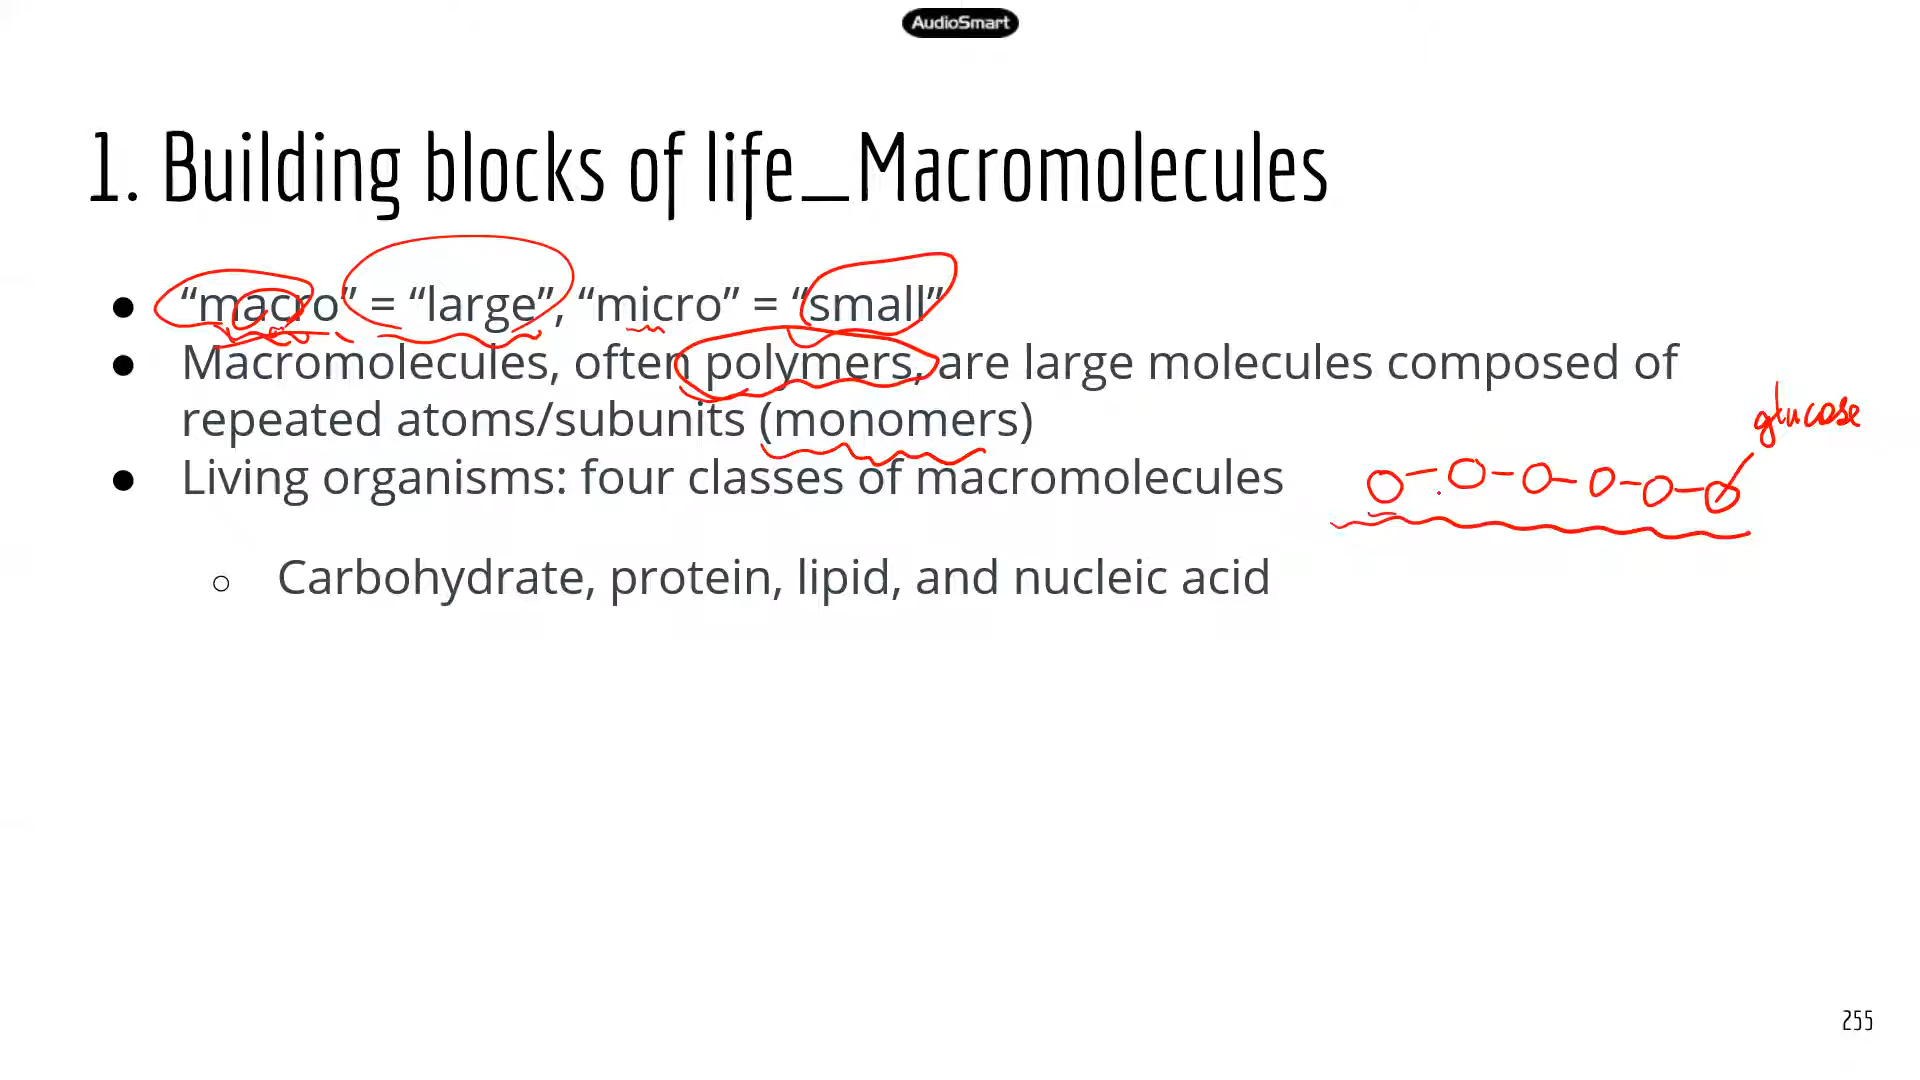 AudioSmart
1. Building blocks of life_Macromolecules
● “macro” = “large”, “micro” = “small”
● Macromolecules, often polymers, are large molecules composed of
repeated atoms/subunits (monomers)
glucose
● Living organisms: four classes of macromolecules
○ Carbohydrate, protein, lipid, and nucleic acid
255